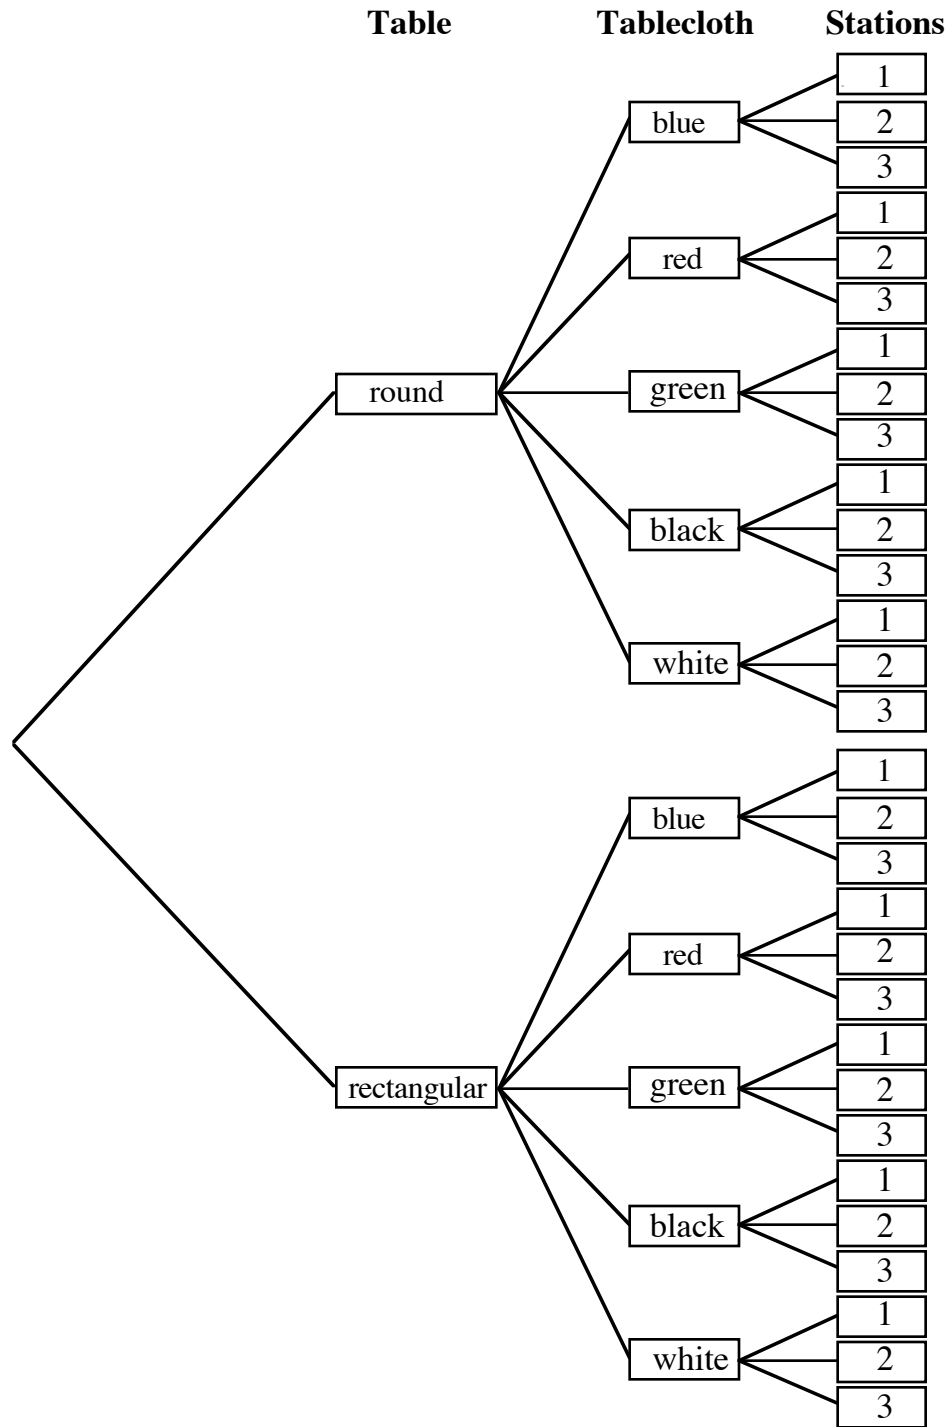 Table Tablecloth Stations
1
blue 2
3
1
red 2
3
1
round green 2
3
1
black 2
3
1
white 2
3
1
blue 2
3
1
red 2
3
1
rectangular green 2
3
1
black 2
3
1
white 2
3